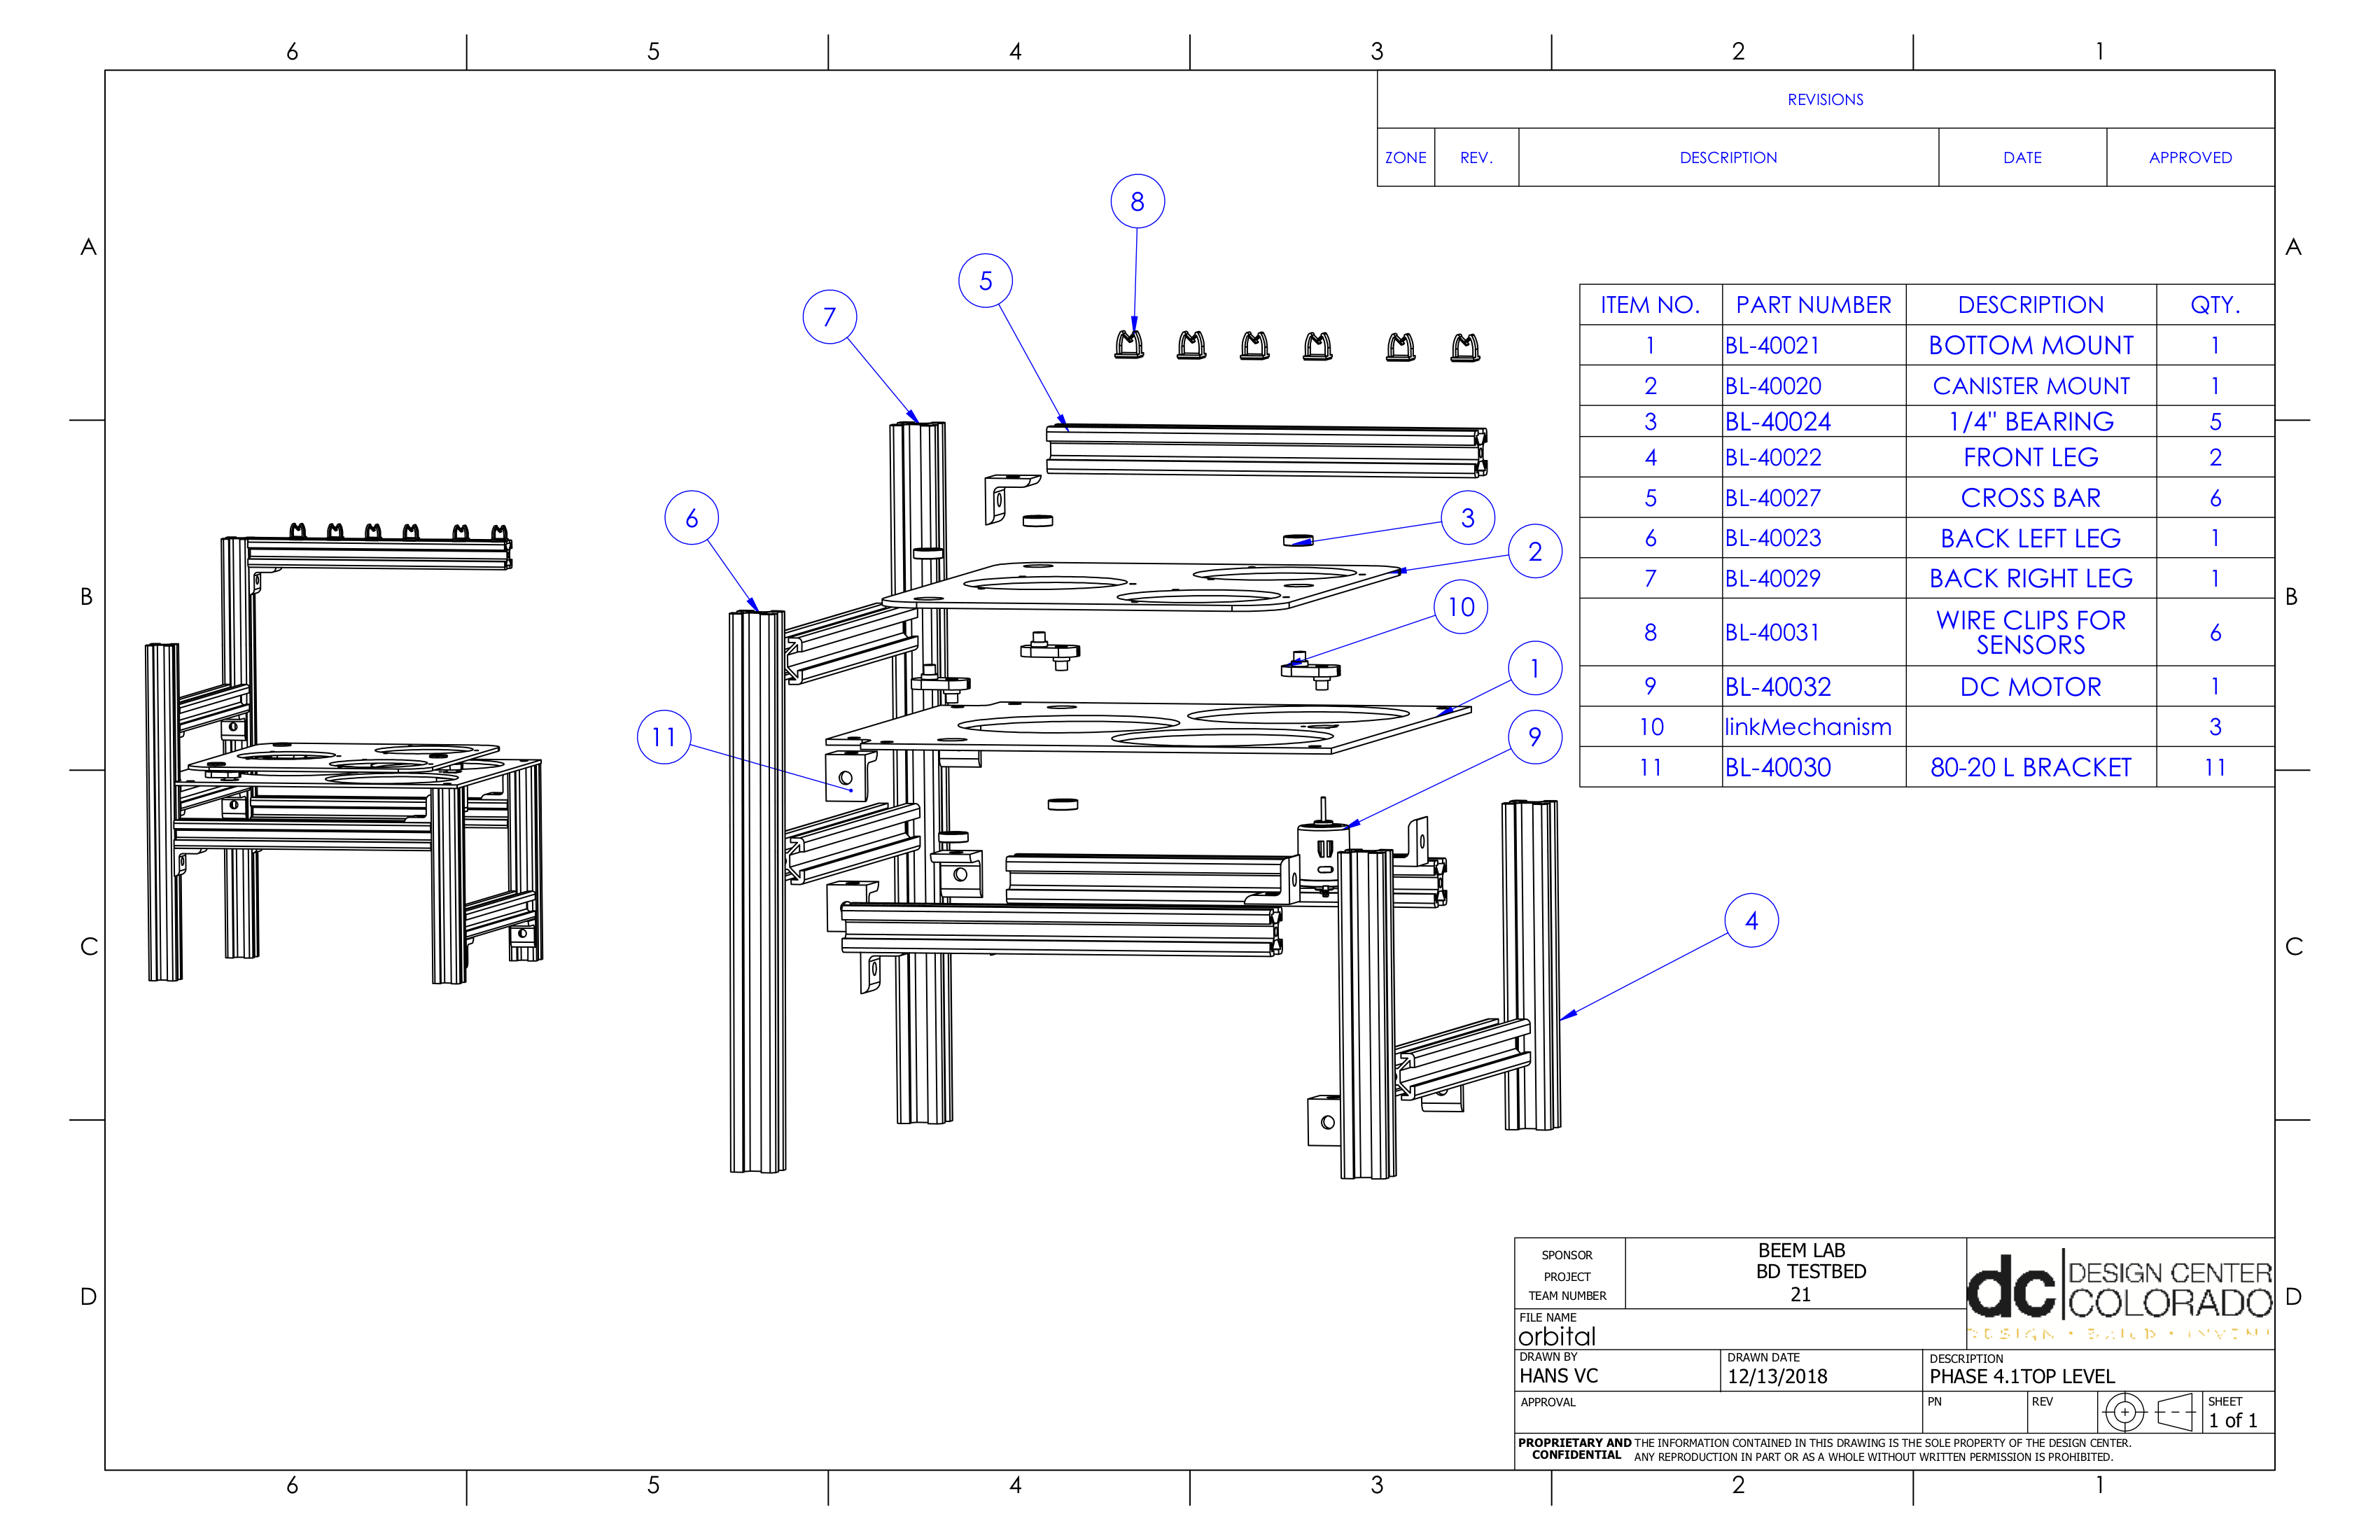 6 5 4 3 2 1
REVISIONS
ZONE REV. DESCRIPTION DATE APPROVED
A A
B B
C C
D D
8
5
7
6
3
2
10
1
11
9
4
ITEM NO. PART NUMBER DESCRIPTION QTY.
1 BL-40021 BOTTOM MOUNT 1
2 BL-40020 CANISTER MOUNT 1
3 BL-40024 1/4" BEARING 5
4 BL-40022 FRONT LEG 2
5 BL-40027 CROSS BAR 6
6 BL-40023 BACK LEFT LEG 1
7 BL-40029 BACK RIGHT LEG 1
8 BL-40031 WIRE CLIPS FOR
SENSORS 6
9 BL-40032 DC MOTOR 1
10 linkMechanism 3
11 BL-40030 80-20 L BRACKET 11
SPONSOR BEEM LAB
PROJECT BD TESTBED
TEAM NUMBER 21
dc DESIGN CENTER
COLORADO
DESIGN • BUILD • INVENT
FILE NAME
orbital
DRAWN BY DRAWN DATE DESCRIPTION
HANS VC 12/13/2018 PHASE 4.1TOP LEVEL
APPROVAL PN REV SHEET
1 of 1
PROPRIETARY AND THE INFORMATION CONTAINED IN THIS DRAWING IS THE SOLE PROPERTY OF THE DESIGN CENTER.
CONFIDENTIAL ANY REPRODUCTION IN PART OR AS A WHOLE WITHOUT WRITTEN PERMISSION IS PROHIBITED.
6 5 4 3 2 1